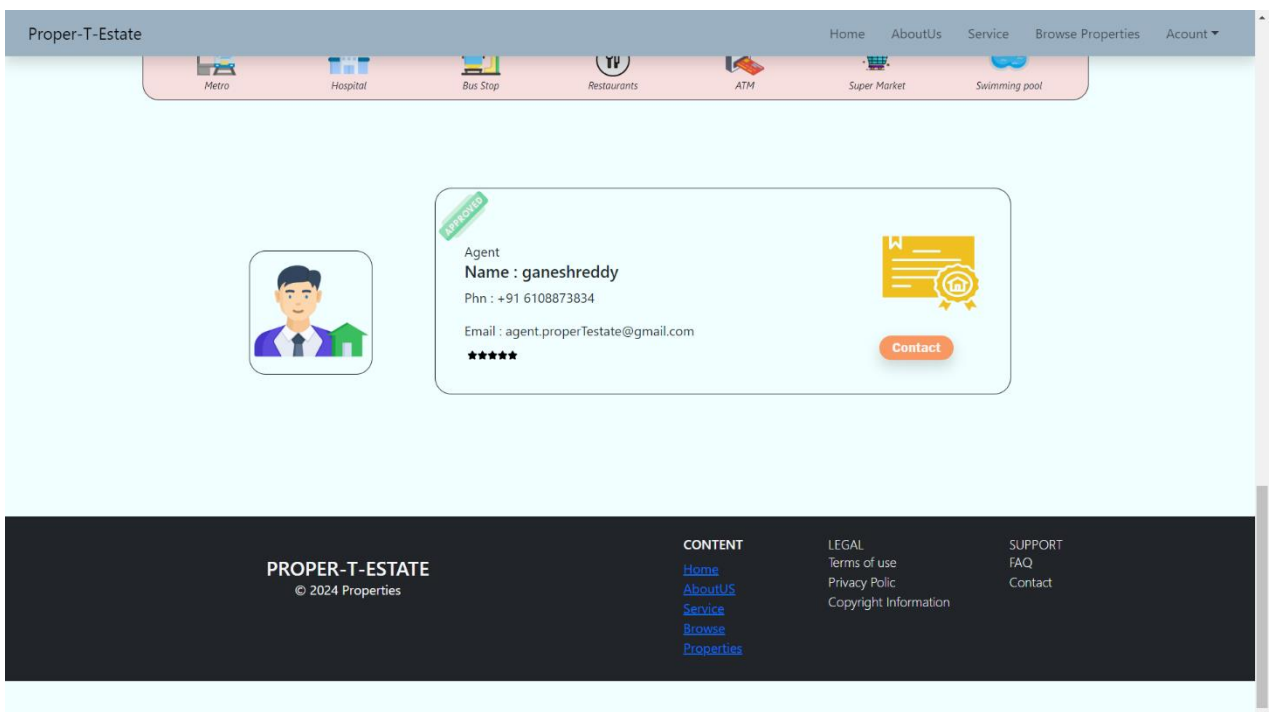 Proper-T-Estate
Home AboutUs Service Browse Properties Acount
Metro Hospital Bus Stop Restaurants ATM Super Market Swimming pool
APPROVED
Agent
Name : ganeshreddy
Phn : +91 6108873834
Email : agent.properTestate@gmail.com
Contact
PROPER-T-ESTATE
© 2024 Properties
CONTENT
Home
AboutUS
Service
Browse
Properties
LEGAL
Terms of use
Privacy Polic
Copyright Information
SUPPORT
FAQ
Contact